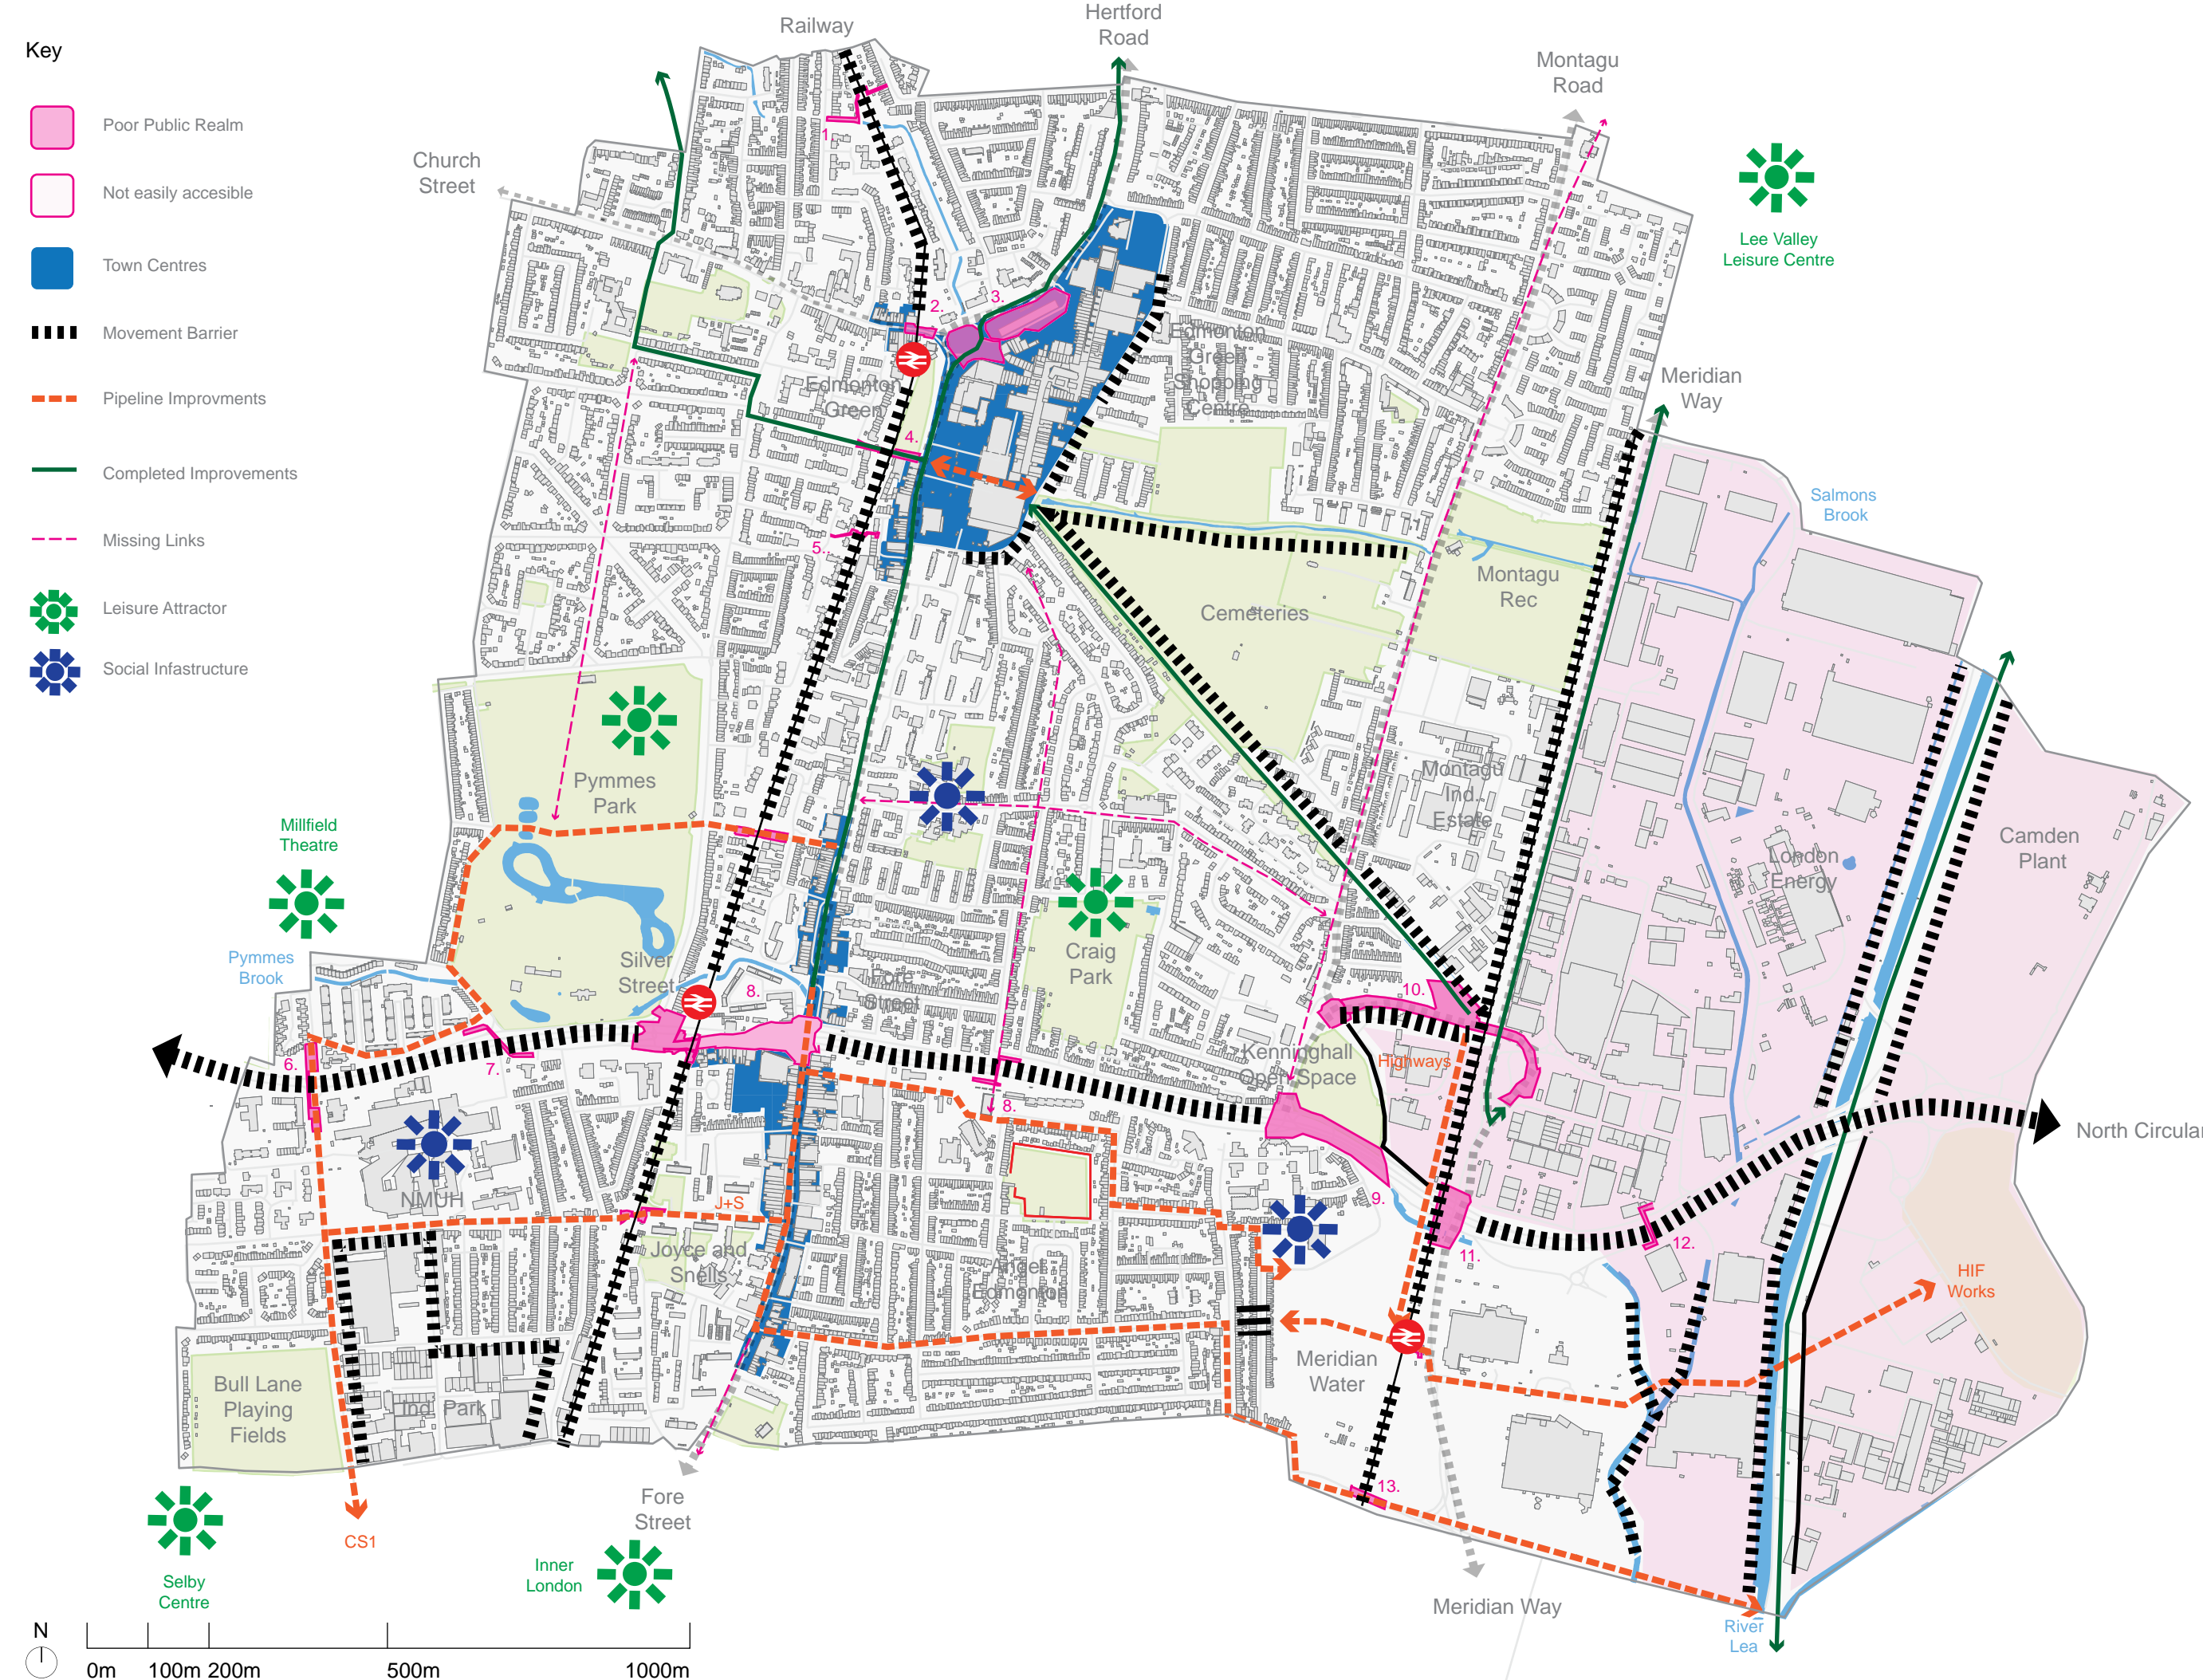 Key
Poor Public Realm
Not easily accesible
Town Centres
Movement Barrier
Pipeline Improvments
Completed Improvements
Missing Links
Leisure Attractor
Social Infastructure
Railway
Hertford
Road
Montagu
Road
Church
Street
1.
Lee Valley
Leisure Centre
2.
3.
Edmonton
Green
Shopping
Centre
Edmonton
Green
Meridian
Way
4.
Salmons
Brook
5.
Montagu
Rec
Cemeteries
Pymmes
Park
Montagu
Ind.
Estate
Millfield
Theatre
London
Energy
Camden
Plant
Pymmes
Brook
Silver
Street
8.
Fore
Street
Craig
Park
10.
6.
7.
Kenninghall
Open Space
Highways
8.
North Circular
NMUH
J+S
9.
11.
12.
Joyce and
Snells
Angel
Edmonton
HIF
Works
Bull Lane
Playing
Fields
Ind. Park
Meridian
Water
13.
Fore
Street
CS1
Inner
London
Selby
Centre
Meridian Way
River
Lea
N
0m 100m 200m 500m 1000m